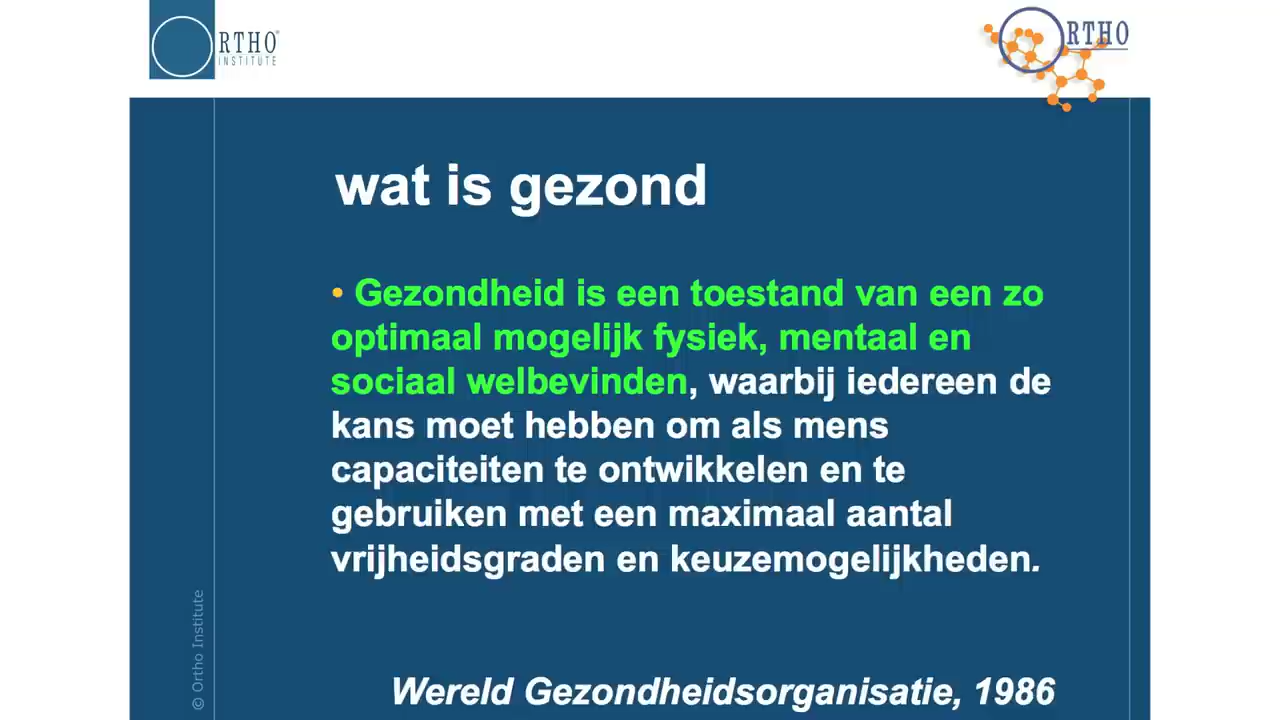 ORTHO
INSTITUTE
ORTHO
wat is gezond
• Gezondheid is een toestand van een zo
optimaal mogelijk fysiek, mentaal en
sociaal welbevinden, waarbij iedereen de
kans moet hebben om als mens
capaciteiten te ontwikkelen en te
gebruiken met een maximaal aantal
vrijheidsgraden en keuzemogelijkheden.
Wereld Gezondheidsorganisatie, 1986
© Ortho Institute